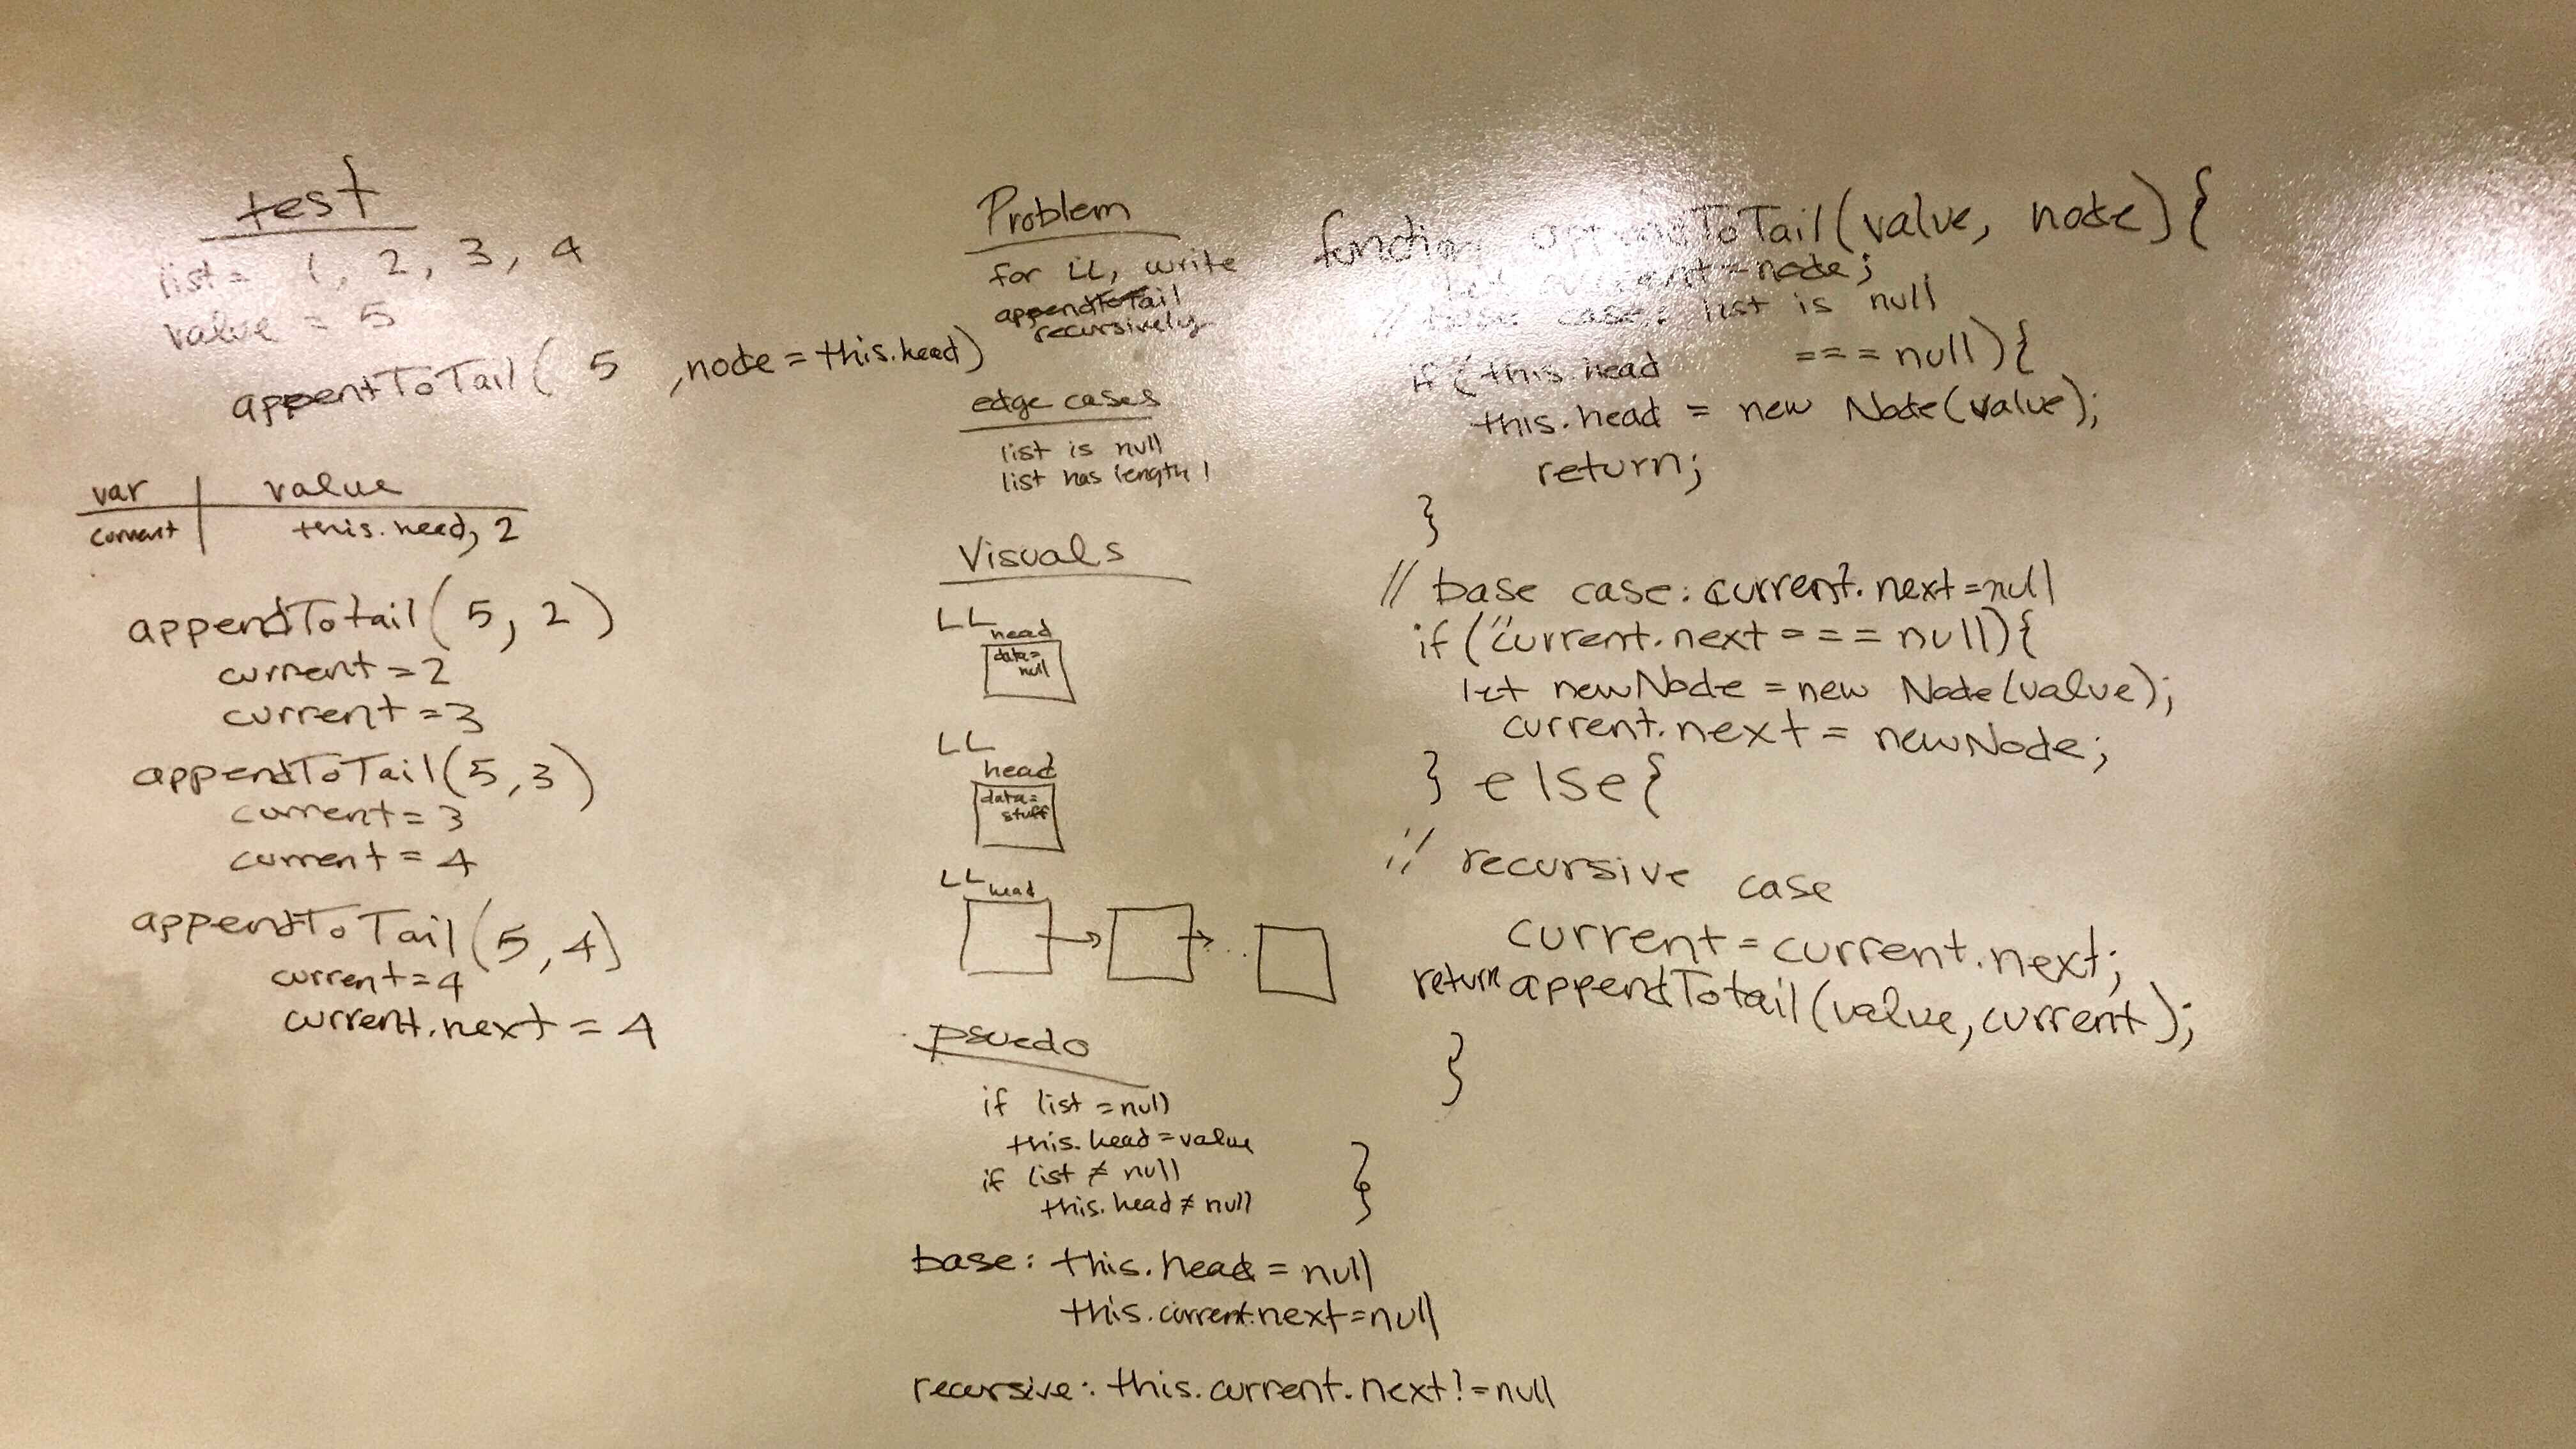 test
list = 1, 2, 3, 4
value = 5
appentToTail( 5 , node = this.head)
var | value
current | this.head, 2
appendTotail(5, 2)
current = 2
current = 3
appendToTail(5, 3)
current = 3
current = 4
appendToTail(5, 4)
current = 4
current.next = 4
Problem
for LL, write
appendToTail
recursively
edge cases
list is null
list has length 1
Visuals
LL
head
data =
null
LL
head
data =
stuff
LL
head
psuedo
if list = null
this.head = value
if list ≠ null
this.head ≠ null
base: this.head = null
this.current.next = null
recursive: this.current.next != null
function appendToTail(value, node) {
let current = node;
// base case: list is null
if (this.head === null) {
this.head = new Node(value);
return;
}
// base case: current.next = null
if (current.next === null) {
let newNode = new Node(value);
current.next = newNode;
} else {
// recursive case
current = current.next;
return appendTotail(value, current);
}
}